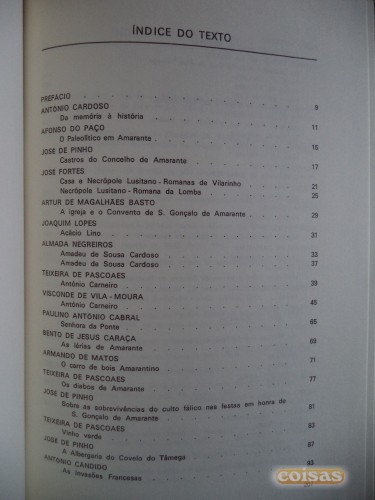 ÍNDICE DO TEXTO
PREFÁCIO
ANTÓNIO CARDOSO
Da memória à história 9
AFONSO DO PAÇO
O Paleolítico em Amarante 11
JOSÉ DE PINHO 15
Castros do Concelho de Amarante 17
JOSÉ FORTES
Casa e Necrópole Lusitano - Romanas de Vilarinho 21
Necrópole Lusitano - Romana da Lomba 25
ARTUR DE MAGALHÃES BASTO
A igreja e o Convento de S. Gonçalo de Amarante 29
JOAQUIM LOPES
Acácio Lino 31
ALMADA NEGREIROS
Amadeu de Sousa Cardoso 33
Amadeu de Sousa Cardoso 37
TEIXEIRA DE PASCOAES
António Carneiro 39
VISCONDE DE VILA - MOURA
António Carneiro 45
PAULINO ANTÓNIO CABRAL
Senhora da Ponte 65
BENTO DE JESUS CARAÇA
As lérias de Amarante 69
ARMANDO DE MATOS
O carro de bois Amarantino 71
TEIXEIRA DE PASCOAES
Os diabos de Amarante 77
JOSÉ DE PINHO
Sobre as sobrevivências do culto fálico nas festas em honra de
S. Gonçalo de Amarante 81
TEIXEIRA DE PASCOAES
Vinho verde 83
JOSÉ DE PINHO
A Albergaria do Covelo do Tâmega 87
ANTÓNIO CANDIDO
As Invasões Francesas
coisas